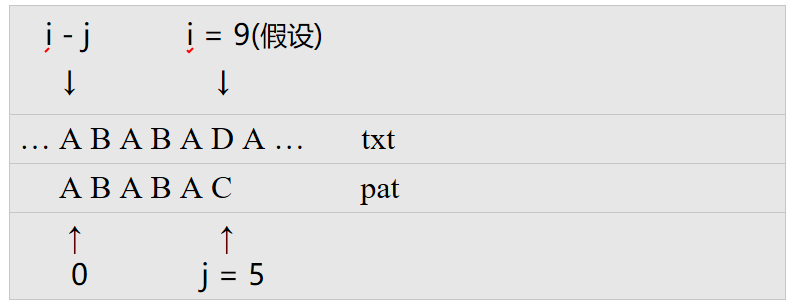 i - j i = 9(假设)
↓ ↓
… A B A B A D A … txt
A B A B A C pat
↑ ↑
0 j = 5